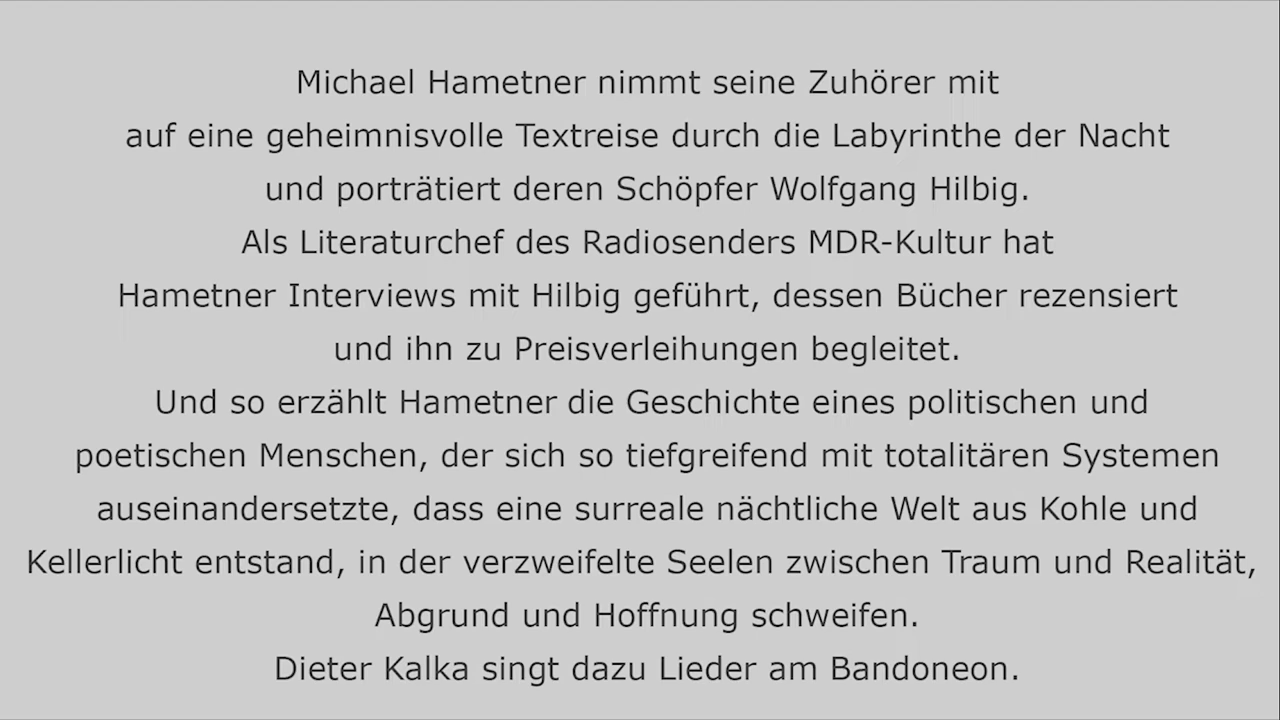 Michael Hametner nimmt seine Zuhörer mit
auf eine geheimnisvolle Textreise durch die Labyrinthe der Nacht
und porträtiert deren Schöpfer Wolfgang Hilbig.
Als Literaturchef des Radiosenders MDR-Kultur hat
Hametner Interviews mit Hilbig geführt, dessen Bücher rezensiert
und ihn zu Preisverleihungen begleitet.
Und so erzählt Hametner die Geschichte eines politischen und
poetischen Menschen, der sich so tiefgreifend mit totalitären Systemen
auseinandersetzte, dass eine surreale nächtliche Welt aus Kohle und
Kellerlicht entstand, in der verzweifelte Seelen zwischen Traum und Realität,
Abgrund und Hoffnung schweifen.
Dieter Kalka singt dazu Lieder am Bandoneon.